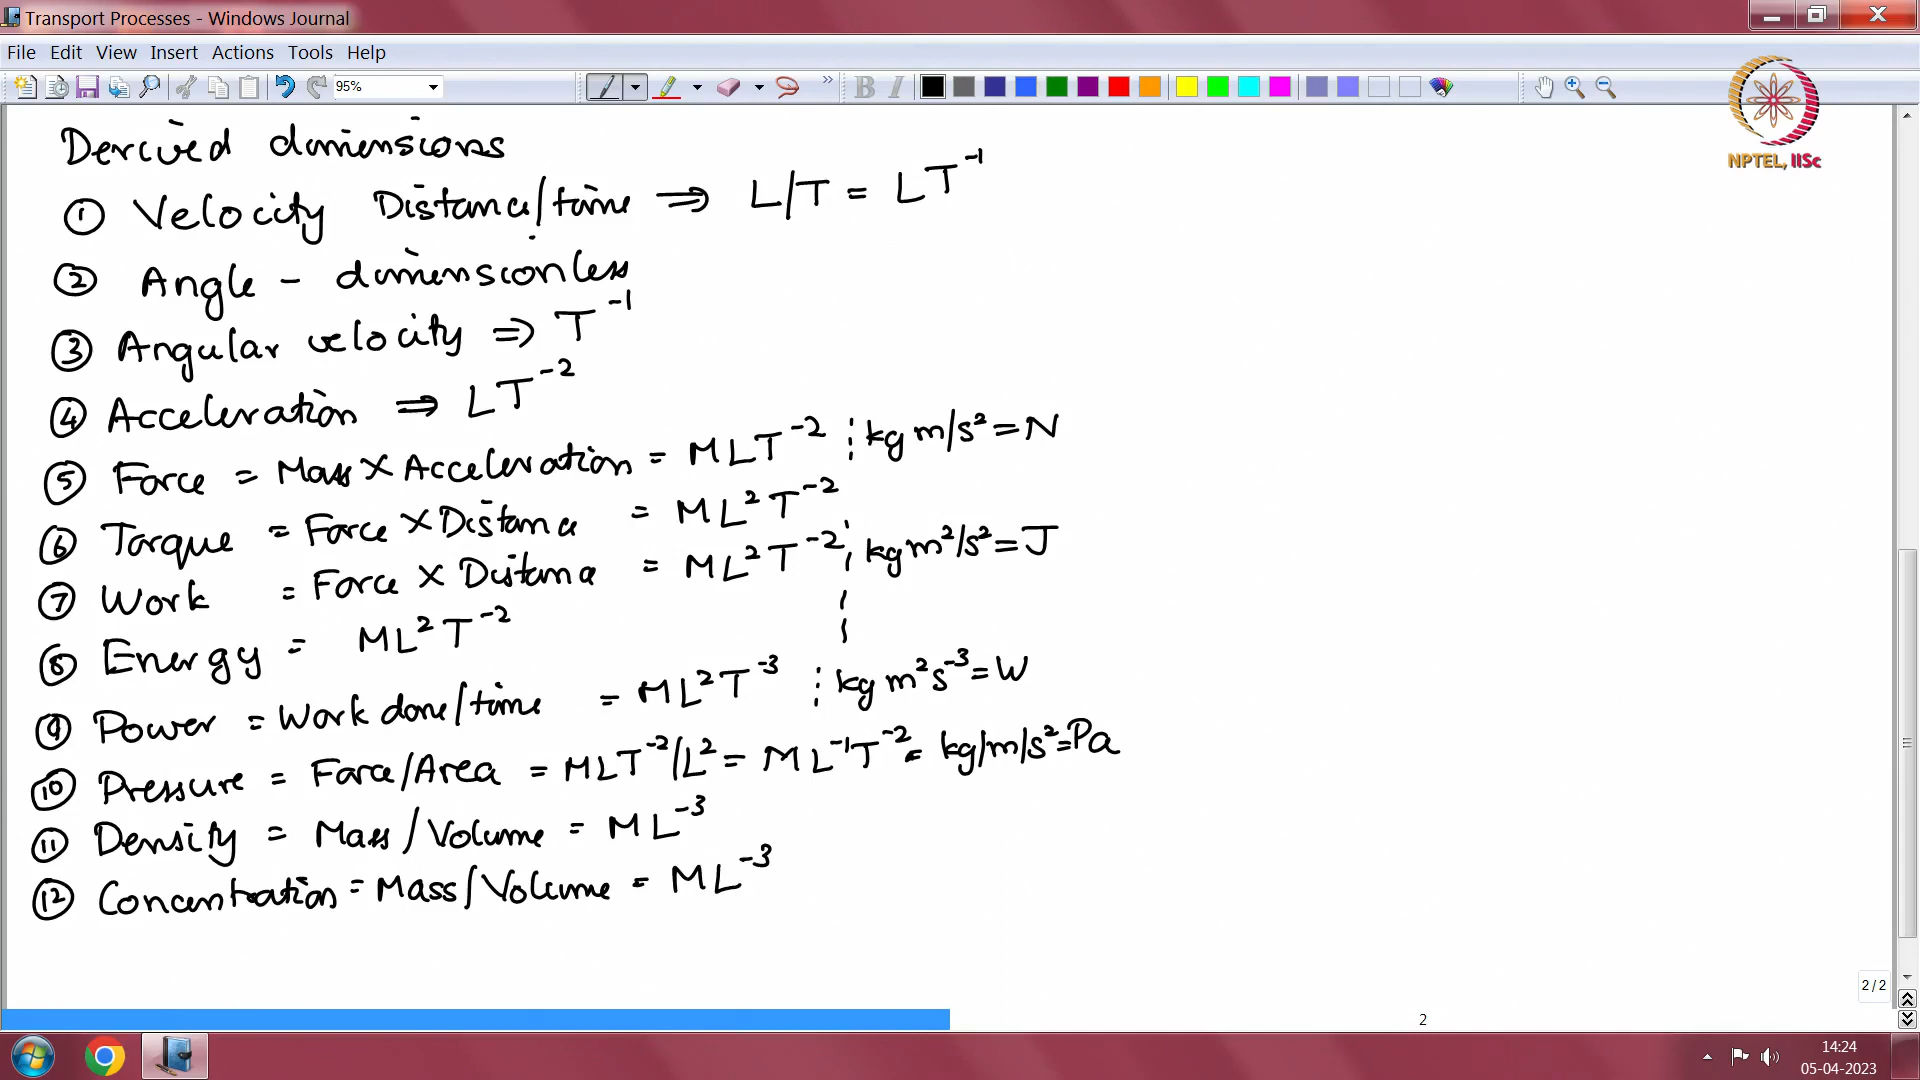 Transport Processes - Windows Journal
File Edit View Insert Actions Tools Help
95%
NPTEL, IISc
Derived dimensions
① Velocity Distance/time ⇒ L/T = LT⁻¹
② Angle - dimensionless
③ Angular velocity ⇒ T⁻¹
④ Acceleration ⇒ LT⁻²
⑤ Force = Mass × Acceleration = MLT⁻² ⋮ kg m/s² = N
⑥ Torque = Force × Distance = ML²T⁻²
⑦ Work = Force × Distance = ML²T⁻² ⋮ kg m²/s² = J
⑧ Energy = ML²T⁻²
⑨ Power = Work done/time = ML²T⁻³ ⋮ kg m²s⁻³ = W
⑩ Pressure = Force/Area = MLT⁻²/L² = ML⁻¹T⁻² = kg/m/s² = Pa
⑪ Density = Mass/Volume = ML⁻³
⑫ Concentration = Mass/Volume = ML⁻³
2/2
2
14:24
05-04-2023